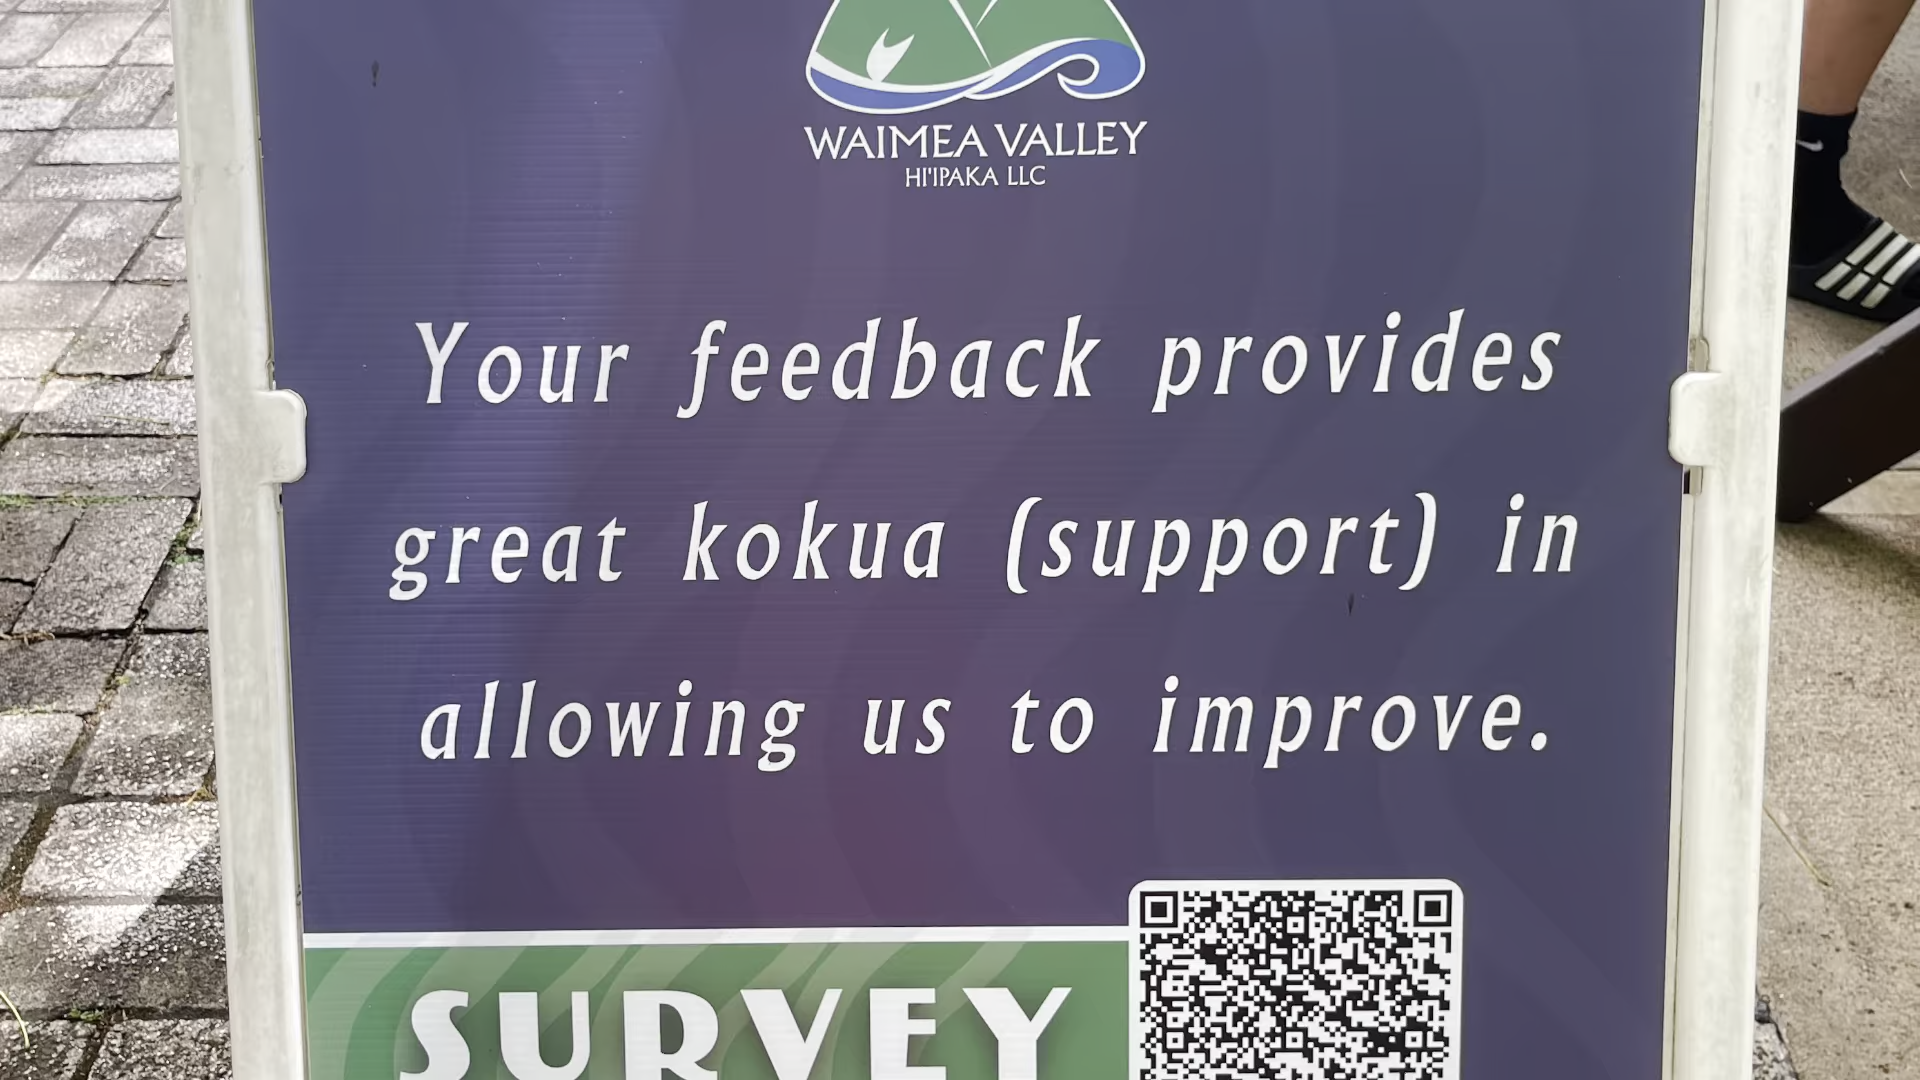 WAIMEA VALLEY
HI'IPAKA LLC
Your feedback provides
great kokua (support) in
allowing us to improve.
SURVEY